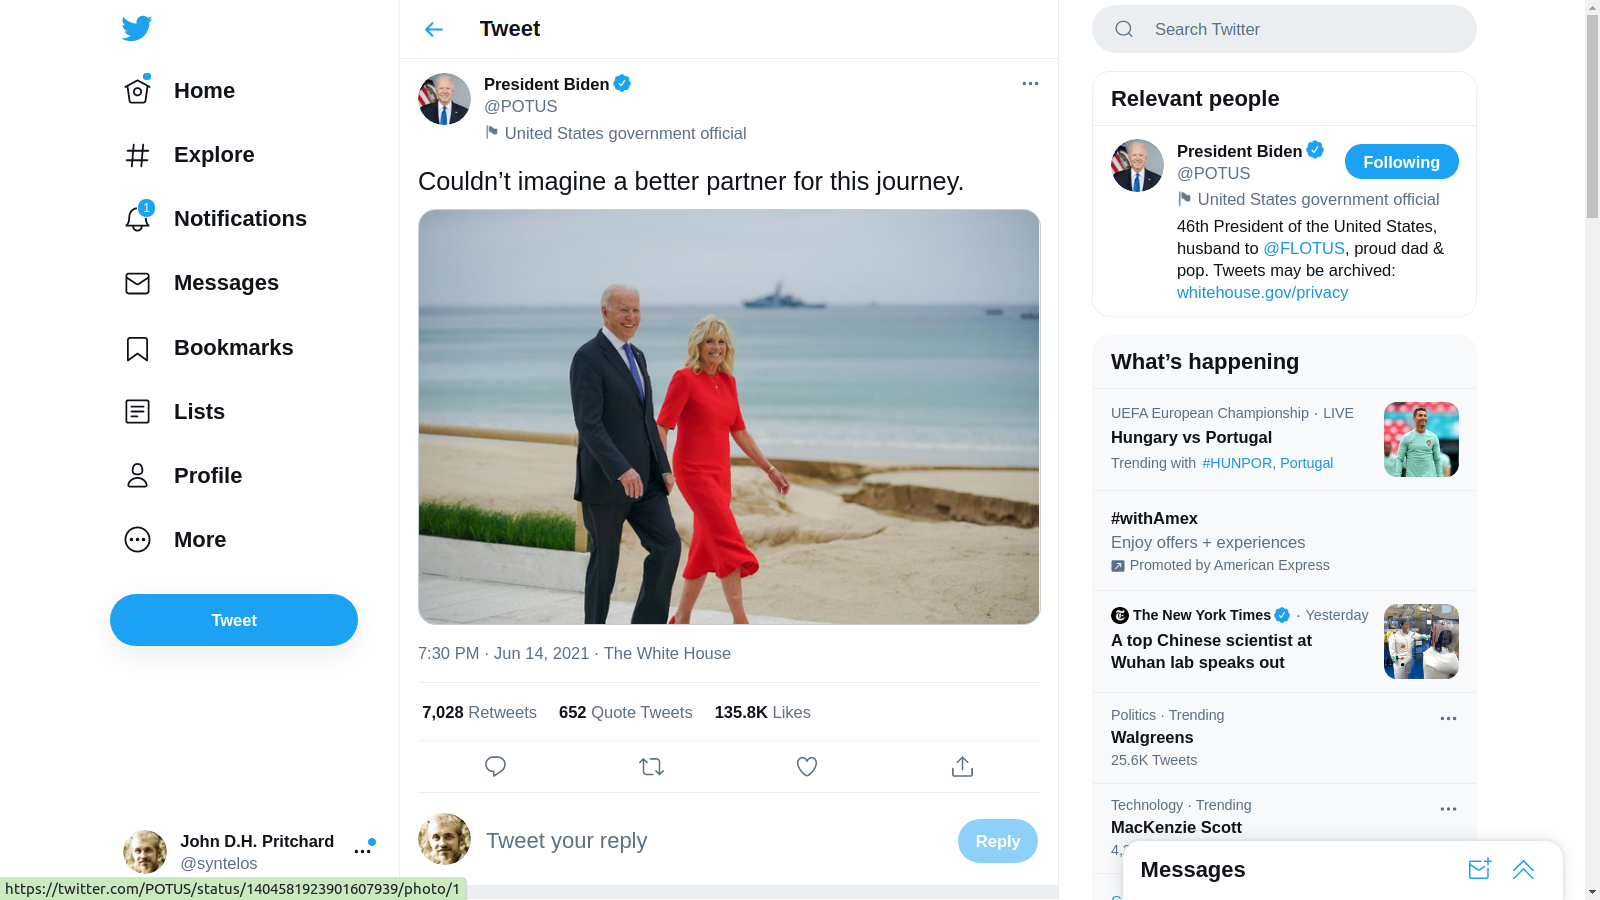 Home
Explore
1
Notifications
Messages
Bookmarks
Lists
Profile
More
Tweet
John D.H. Pritchard
@syntelos
https://twitter.com/POTUS/status/1404581923901607939/photo/1
Tweet
President Biden
@POTUS
United States government official
Couldn’t imagine a better partner for this journey.
7:30 PM · Jun 14, 2021 · The White House
7,028 Retweets 652 Quote Tweets 135.8K Likes
Tweet your reply
Reply
Search Twitter
Relevant people
President Biden
@POTUS
Following
United States government official
46th President of the United States,
husband to @FLOTUS, proud dad &
pop. Tweets may be archived:
whitehouse.gov/privacy
What’s happening
UEFA European Championship · LIVE
Hungary vs Portugal
Trending with #HUNPOR, Portugal
#withAmex
Enjoy offers + experiences
Promoted by American Express
The New York Times · Yesterday
A top Chinese scientist at
Wuhan lab speaks out
Politics · Trending
Walgreens
25.6K Tweets
Technology · Trending
MacKenzie Scott
Messages